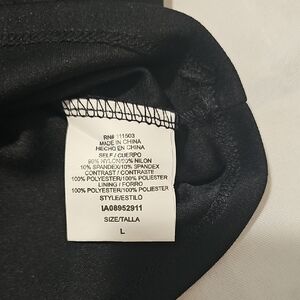 RN# 111503
MADE IN CHINA
HECHO EN CHINA
SELF / CUERPO
90% NYLON/90% NILON
10% SPANDEX/10% SPANDEX
CONTRAST / CONTRASTE
100% POLYESTER/100% POLIESTER
LINING / FORRO
100% POLYESTER/100% POLIESTER
STYLE/ESTILO
IA08952911
SIZE/TALLA
L